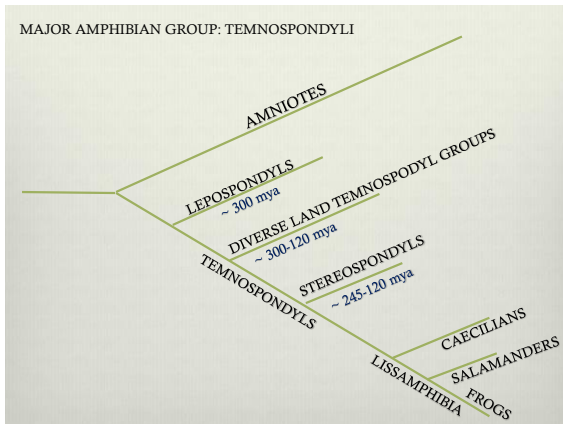 MAJOR AMPHIBIAN GROUP: TEMNOSPONDYLI
AMNIOTES
LEPOSPONDYLS
~ 300 mya
DIVERSE LAND TEMNOSPODYL GROUPS
~ 300-120 mya
TEMNOSPONDYLS
STEREOSPONDYLS
~ 245-120 mya
CAECILIANS
SALAMANDERS
LISSAMPHIBIA
FROGS